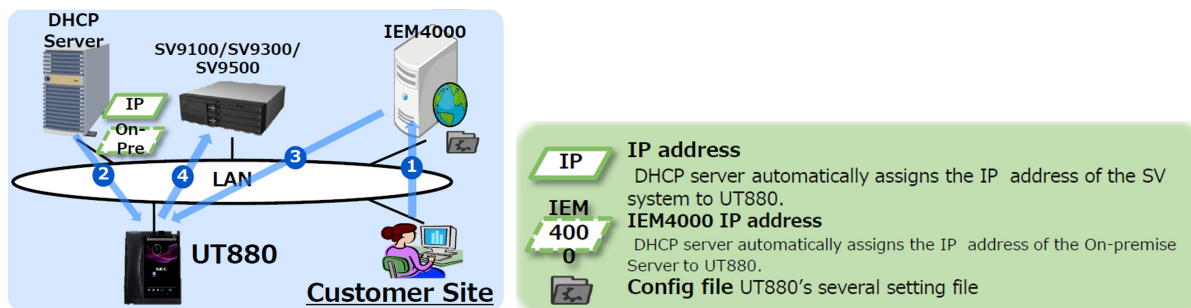 DHCP
Server
SV9100/SV9300/
SV9500
IEM4000
IP
On-
Pre
1
2
3
4
LAN
UT880
NEC
Customer Site
IP
IP address
DHCP server automatically assigns the IP address of the SV
system to UT880.
IEM
400
0
IEM4000 IP address
DHCP server automatically assigns the IP address of the On-premise
Server to UT880.
Config file UT880's several setting file